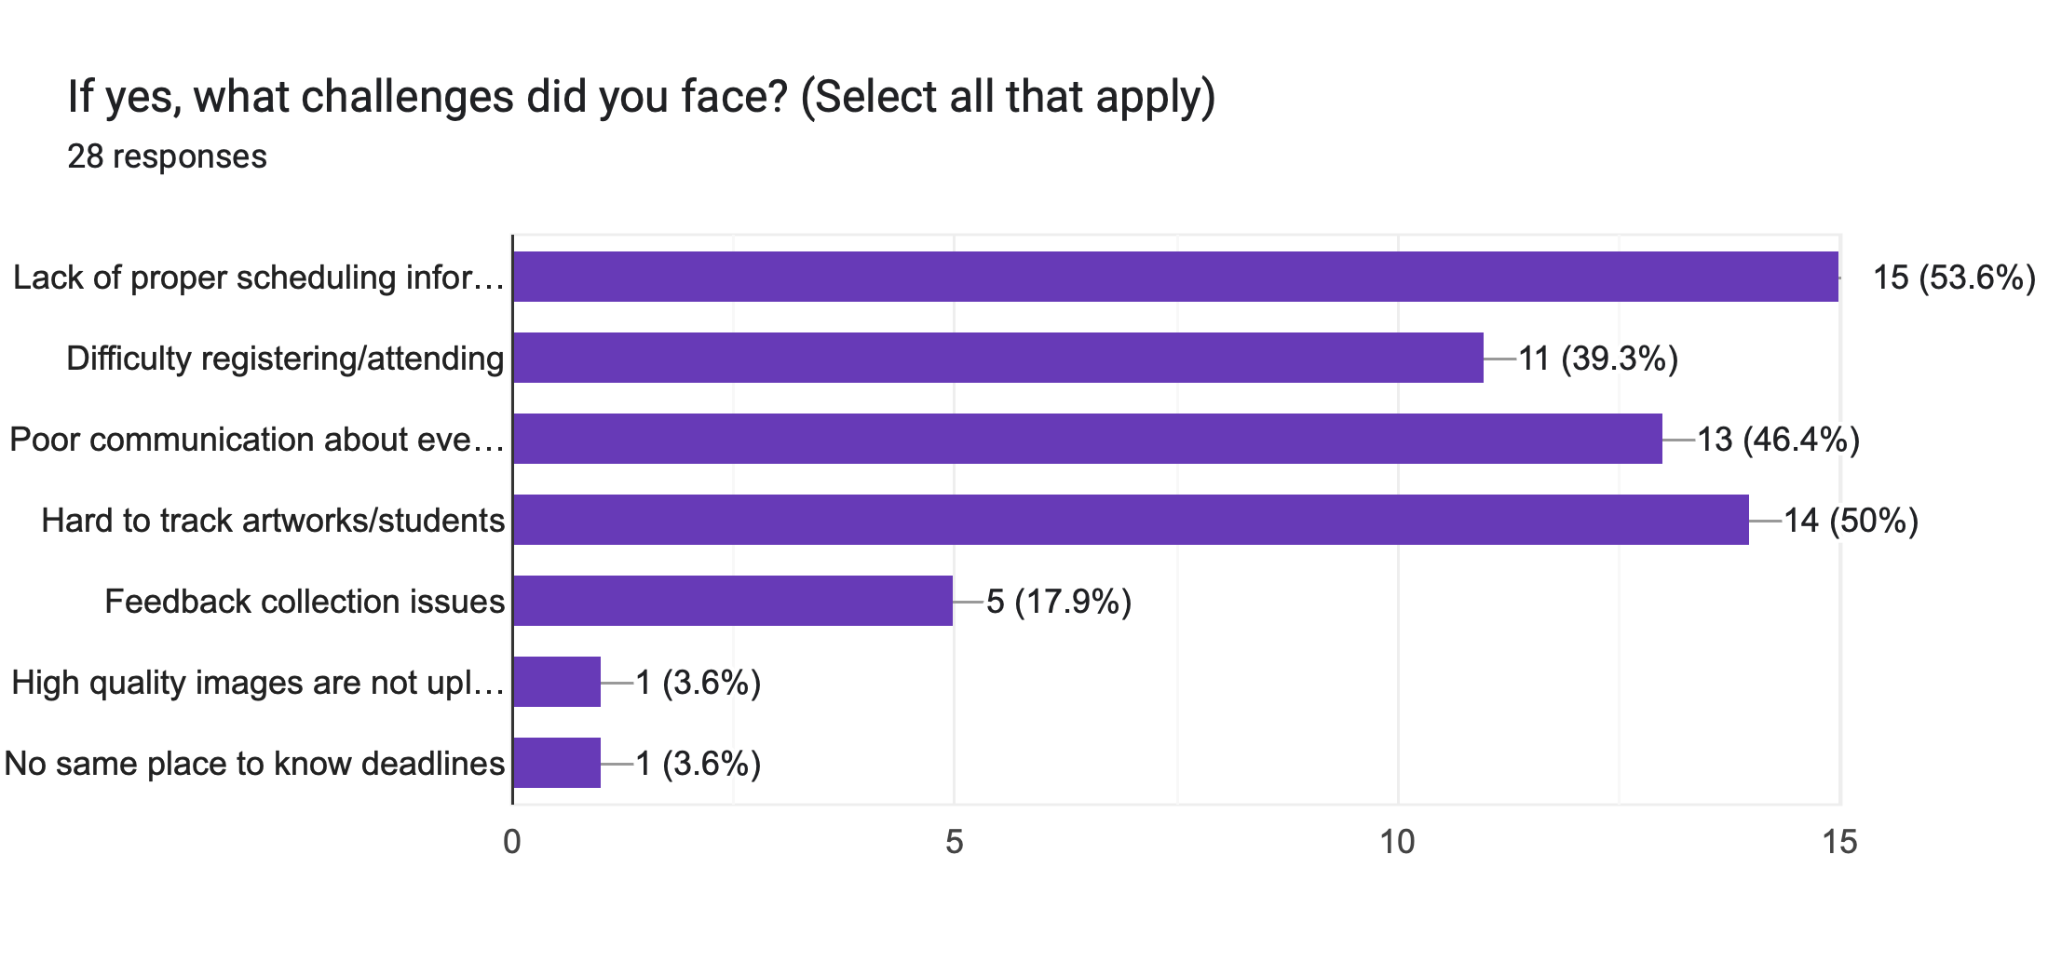 If yes, what challenges did you face? (Select all that apply)
28 responses
Lack of proper scheduling infor… 15 (53.6%)
Difficulty registering/attending 11 (39.3%)
Poor communication about eve… 13 (46.4%)
Hard to track artworks/students 14 (50%)
Feedback collection issues 5 (17.9%)
High quality images are not upl… 1 (3.6%)
No same place to know deadlines 1 (3.6%)
0 5 10 15